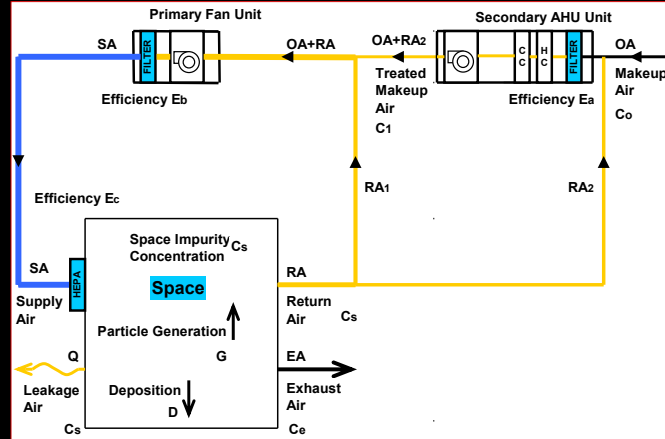 Primary Fan Unit
Secondary AHU Unit
SA
OA+RA
OA+RA2
OA
FILTER
C
C
H
C
FILTER
Efficiency Eb
Treated
Makeup
Air
C1
Efficiency Ea
Makeup
Air
Co
RA1
RA2
Efficiency Ec
Space Impurity
Concentration
Cs
SA
HEPA
Space
RA
Supply
Air
Return
Air
Cs
Particle Generation
G
Q
EA
Leakage
Air
Deposition
D
Exhaust
Air
Cs
Ce